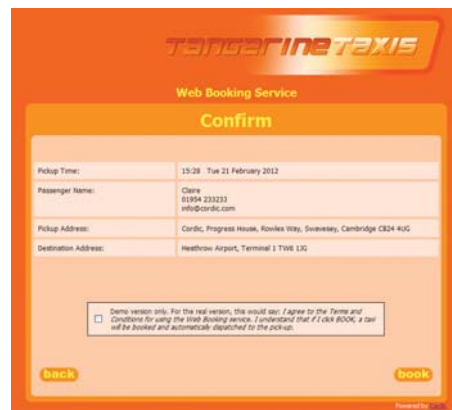 TANGARINE TAXIS
Web Booking Service
Confirm
Pickup Time: 15:28 Tue 21 February 2012
Passenger Name: Claire
01954 233233
info@cordic.com
Pickup Address: Cordic, Progress House, Rowles Way, Swavesey, Cambridge CB24 4UG
Destination Address: Heathrow Airport, Terminal 1 TW6 1JG
Demo version only. For the real version, this would say: I agree to the Terms and
Conditions for using the Web Booking service. I understand that if I click BOOK, a taxi
will be booked and automatically dispatched to the pick-up.
back
book
Powered by Cordic